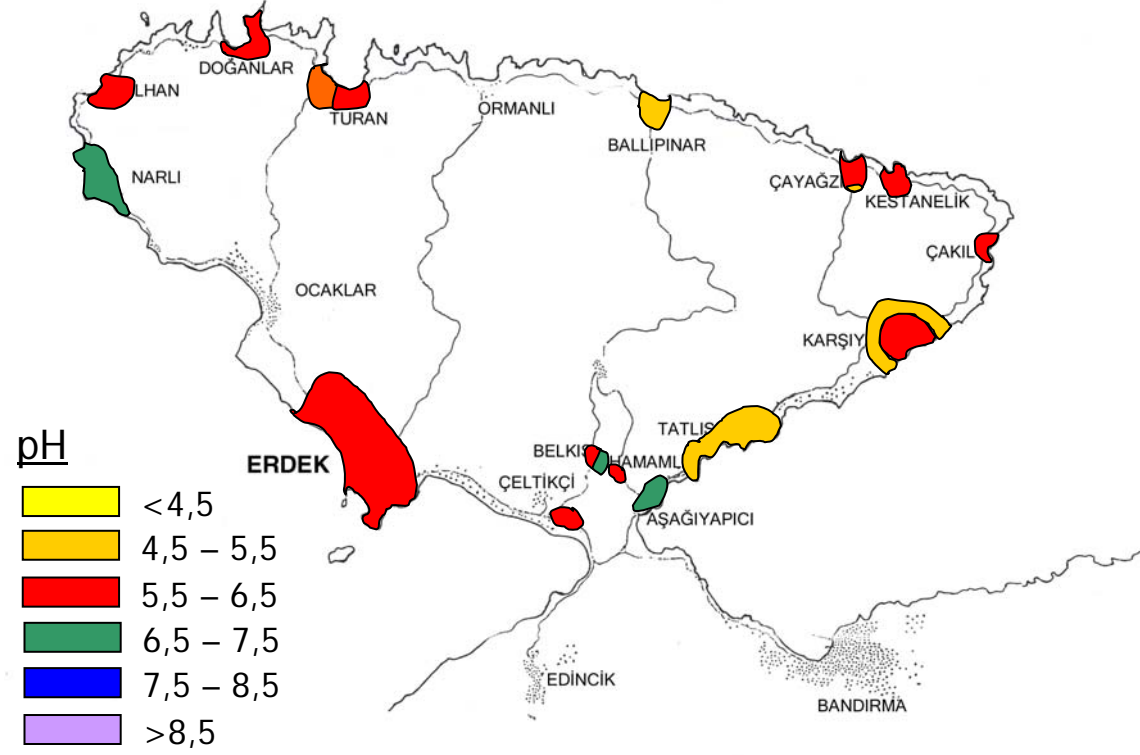 DOĞANLAR
LHAN
TURAN
ORMANLI
BALLIPINAR
NARLI
ÇAYAĞZI
KESTANELİK
ÇAKIL
OCAKLAR
KARŞIY
TATLIS
BELKIS
HAMAML
ERDEK
ÇELTİKÇİ
AŞAĞIYAPICI
EDİNCİK
BANDIRMA
pH
<4,5
4,5 – 5,5
5,5 – 6,5
6,5 – 7,5
7,5 – 8,5
>8,5